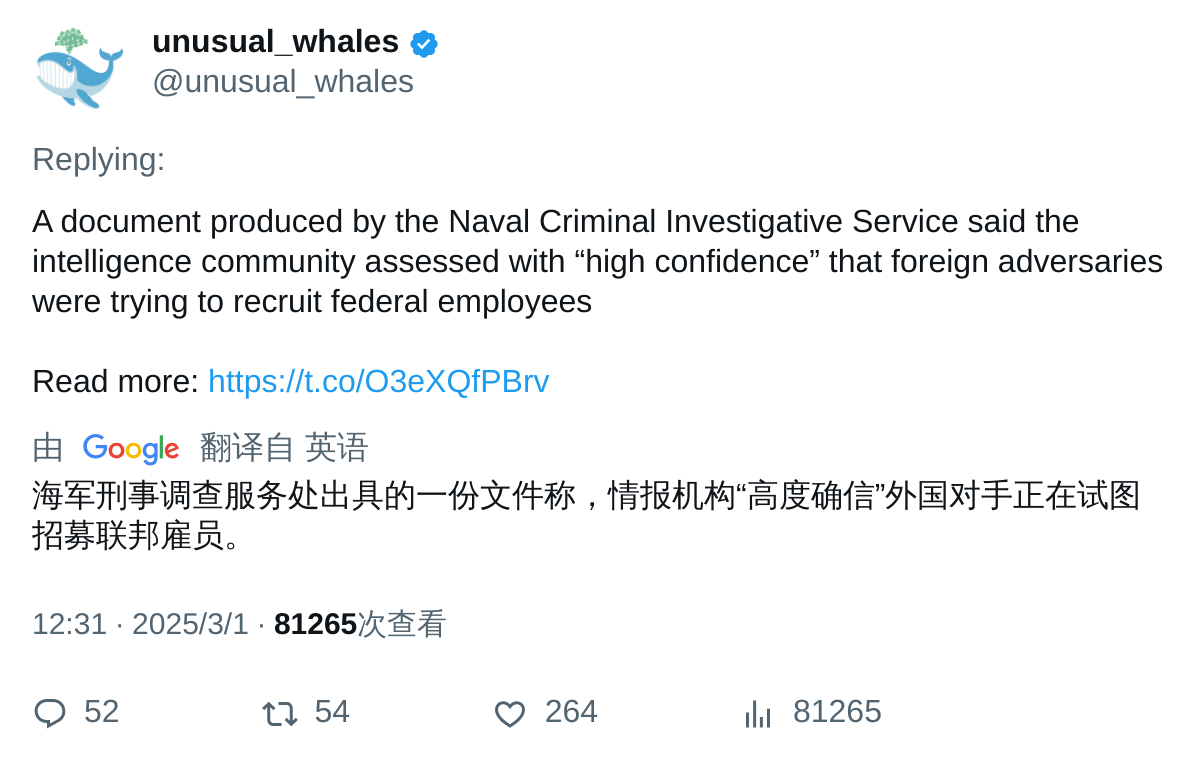 unusual_whales
@unusual_whales
Replying:
A document produced by the Naval Criminal Investigative Service said the
intelligence community assessed with “high confidence” that foreign adversaries
were trying to recruit federal employees
Read more: https://t.co/O3eXQfPBrv
由 Google 翻译自 英语
海军刑事调查服务处出具的一份文件称，情报机构“高度确信”外国对手正在试图
招募联邦雇员。
12:31 · 2025/3/1 · 81265次查看
52 54 264 81265